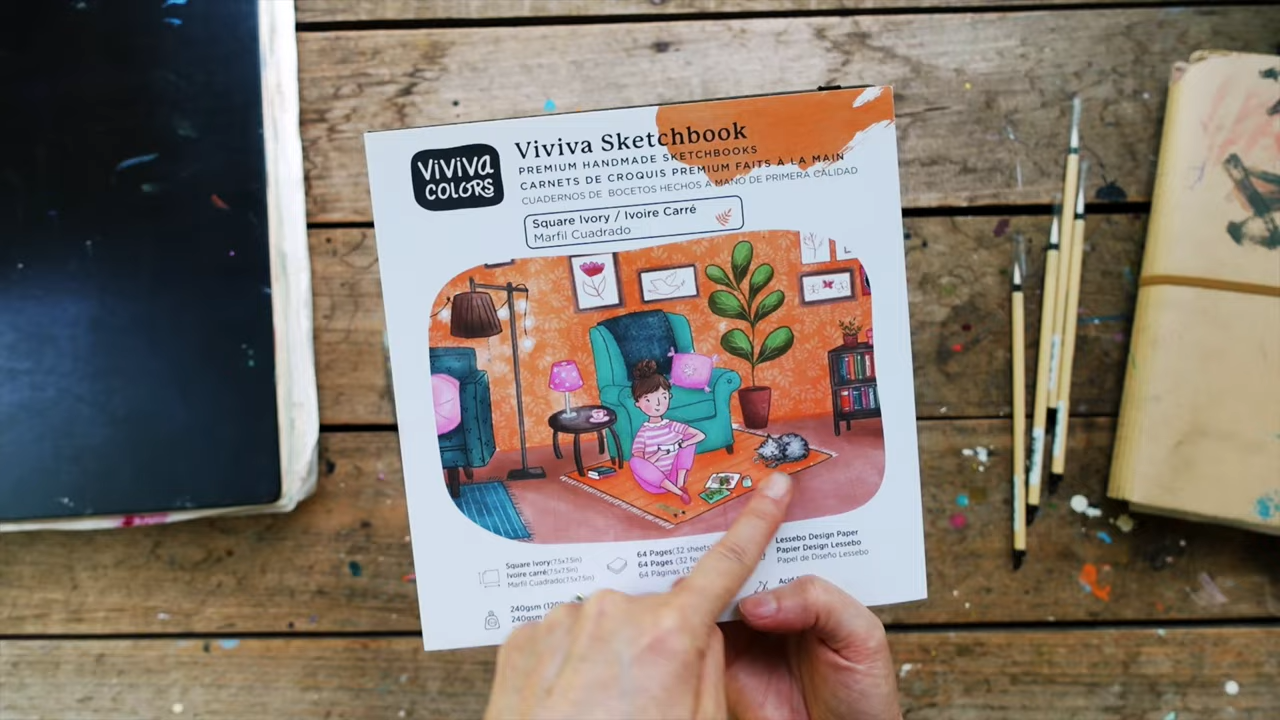 ViViVA
COLORS
Viviva Sketchbook
PREMIUM HANDMADE SKETCHBOOKS
CARNETS DE CROQUIS PREMIUM FAITS À LA MAIN
CUADERNOS DE BOCETOS HECHOS A MANO DE PRIMERA CALIDAD
Square Ivory / Ivoire Carré
Marfil Cuadrado
Square Ivory(7.5x7.5in)
Ivoire carré(7.5x7.5in)
Marfil Cuadrado(7.5x7.5in)
64 Pages(32 sheets)
64 Pages (32
64 Páginas
Lessebo Design Paper
Papier Design Lessebo
Papel de Diseño Lessebo
240gsm
240gsm
Acid